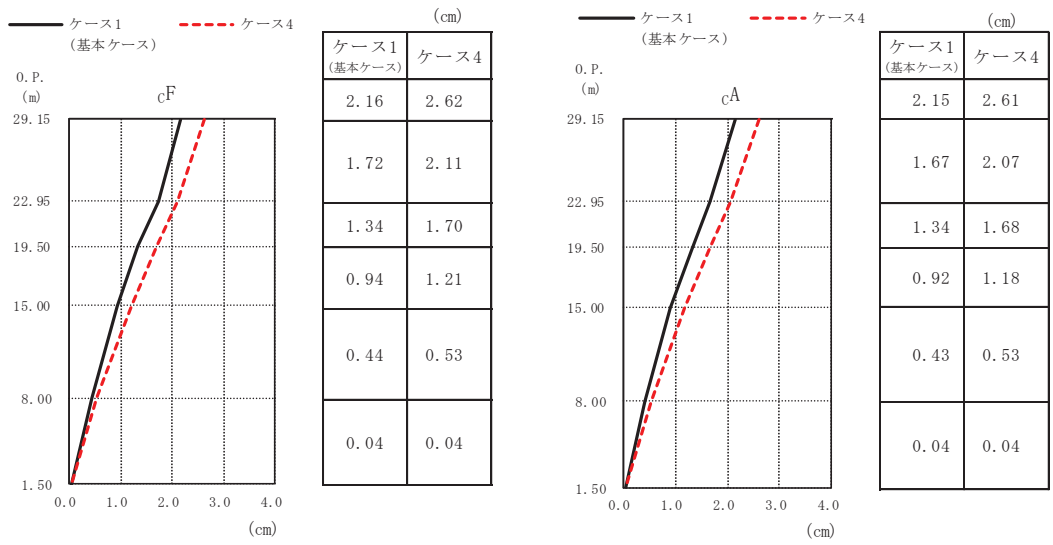 ケース1
(基本ケース)
ケース4
O.P.
(m)
cF
29.15
22.95
19.50
15.00
8.00
1.50
0.0 1.0 2.0 3.0 4.0
(cm)
(cm)
ケース1
(基本ケース)
ケース4
2.16 2.62
1.72 2.11
1.34 1.70
0.94 1.21
0.44 0.53
0.04 0.04
ケース1
(基本ケース)
ケース4
O.P.
(m)
cA
29.15
22.95
19.50
15.00
8.00
1.50
0.0 1.0 2.0 3.0 4.0
(cm)
(cm)
ケース1
(基本ケース)
ケース4
2.15 2.61
1.67 2.07
1.34 1.68
0.92 1.18
0.43 0.53
0.04 0.04